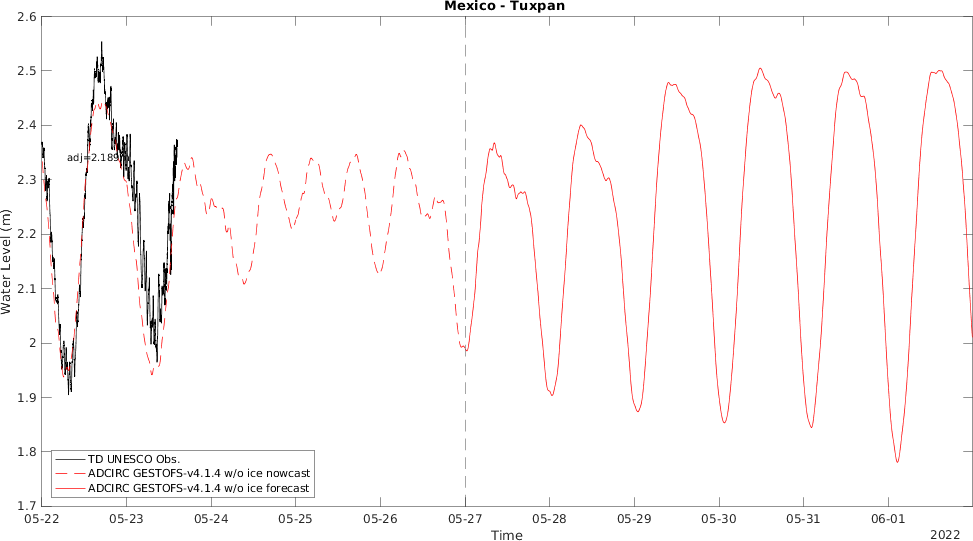 Mexico - Tuxpan
2.6
2.5
2.4
2.3
2.2
2.1
2
1.9
1.8
1.7
Water Level (m)
adj=2.189
TD UNESCO Obs.
ADCIRC GESTOFS-v4.1.4 w/o ice nowcast
ADCIRC GESTOFS-v4.1.4 w/o ice forecast
05-22 05-23 05-24 05-25 05-26 05-27 05-28 05-29 05-30 05-31 06-01
Time
2022